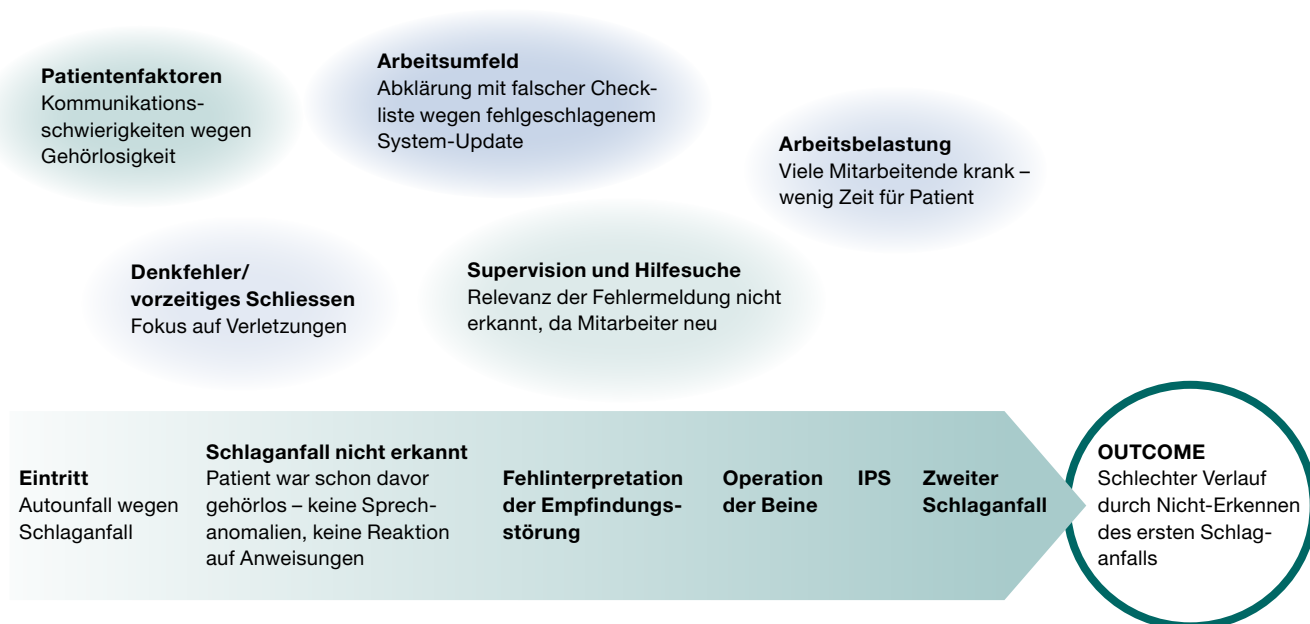 Patientenfaktoren
Kommunikations-
schwierigkeiten wegen
Gehörlosigkeit
Arbeitsumfeld
Abklärung mit falscher Check-
liste wegen fehlgeschlagenem
System-Update
Arbeitsbelastung
Viele Mitarbeitende krank –
wenig Zeit für Patient
Denkfehler/
vorzeitiges Schliessen
Fokus auf Verletzungen
Supervision und Hilfesuche
Relevanz der Fehlermeldung nicht
erkannt, da Mitarbeiter neu
Eintritt
Autounfall wegen
Schlaganfall
Schlaganfall nicht erkannt
Patient war schon davor
gehörlos – keine Sprech-
anomalien, keine Reaktion
auf Anweisungen
Fehlinterpretation
der Empfindungs-
störung
Operation
der Beine
IPS
Zweiter
Schlaganfall
OUTCOME
Schlechter Verlauf
durch Nicht-Erkennen
des ersten Schlag-
anfalls